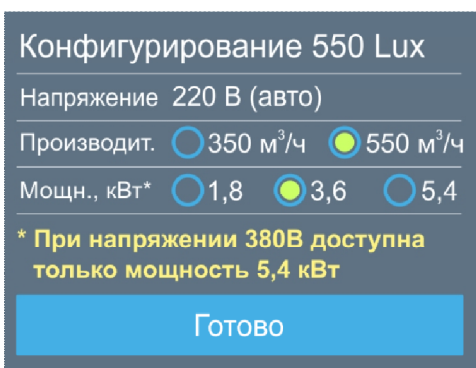 Конфигурирование 550 Lux
Напряжение 220 В (авто)
Производит. 350 м³/ч 550 м³/ч
Мощн., кВт* 1,8 3,6 5,4
* При напряжении 380В доступна
только мощность 5,4 кВт
Готово